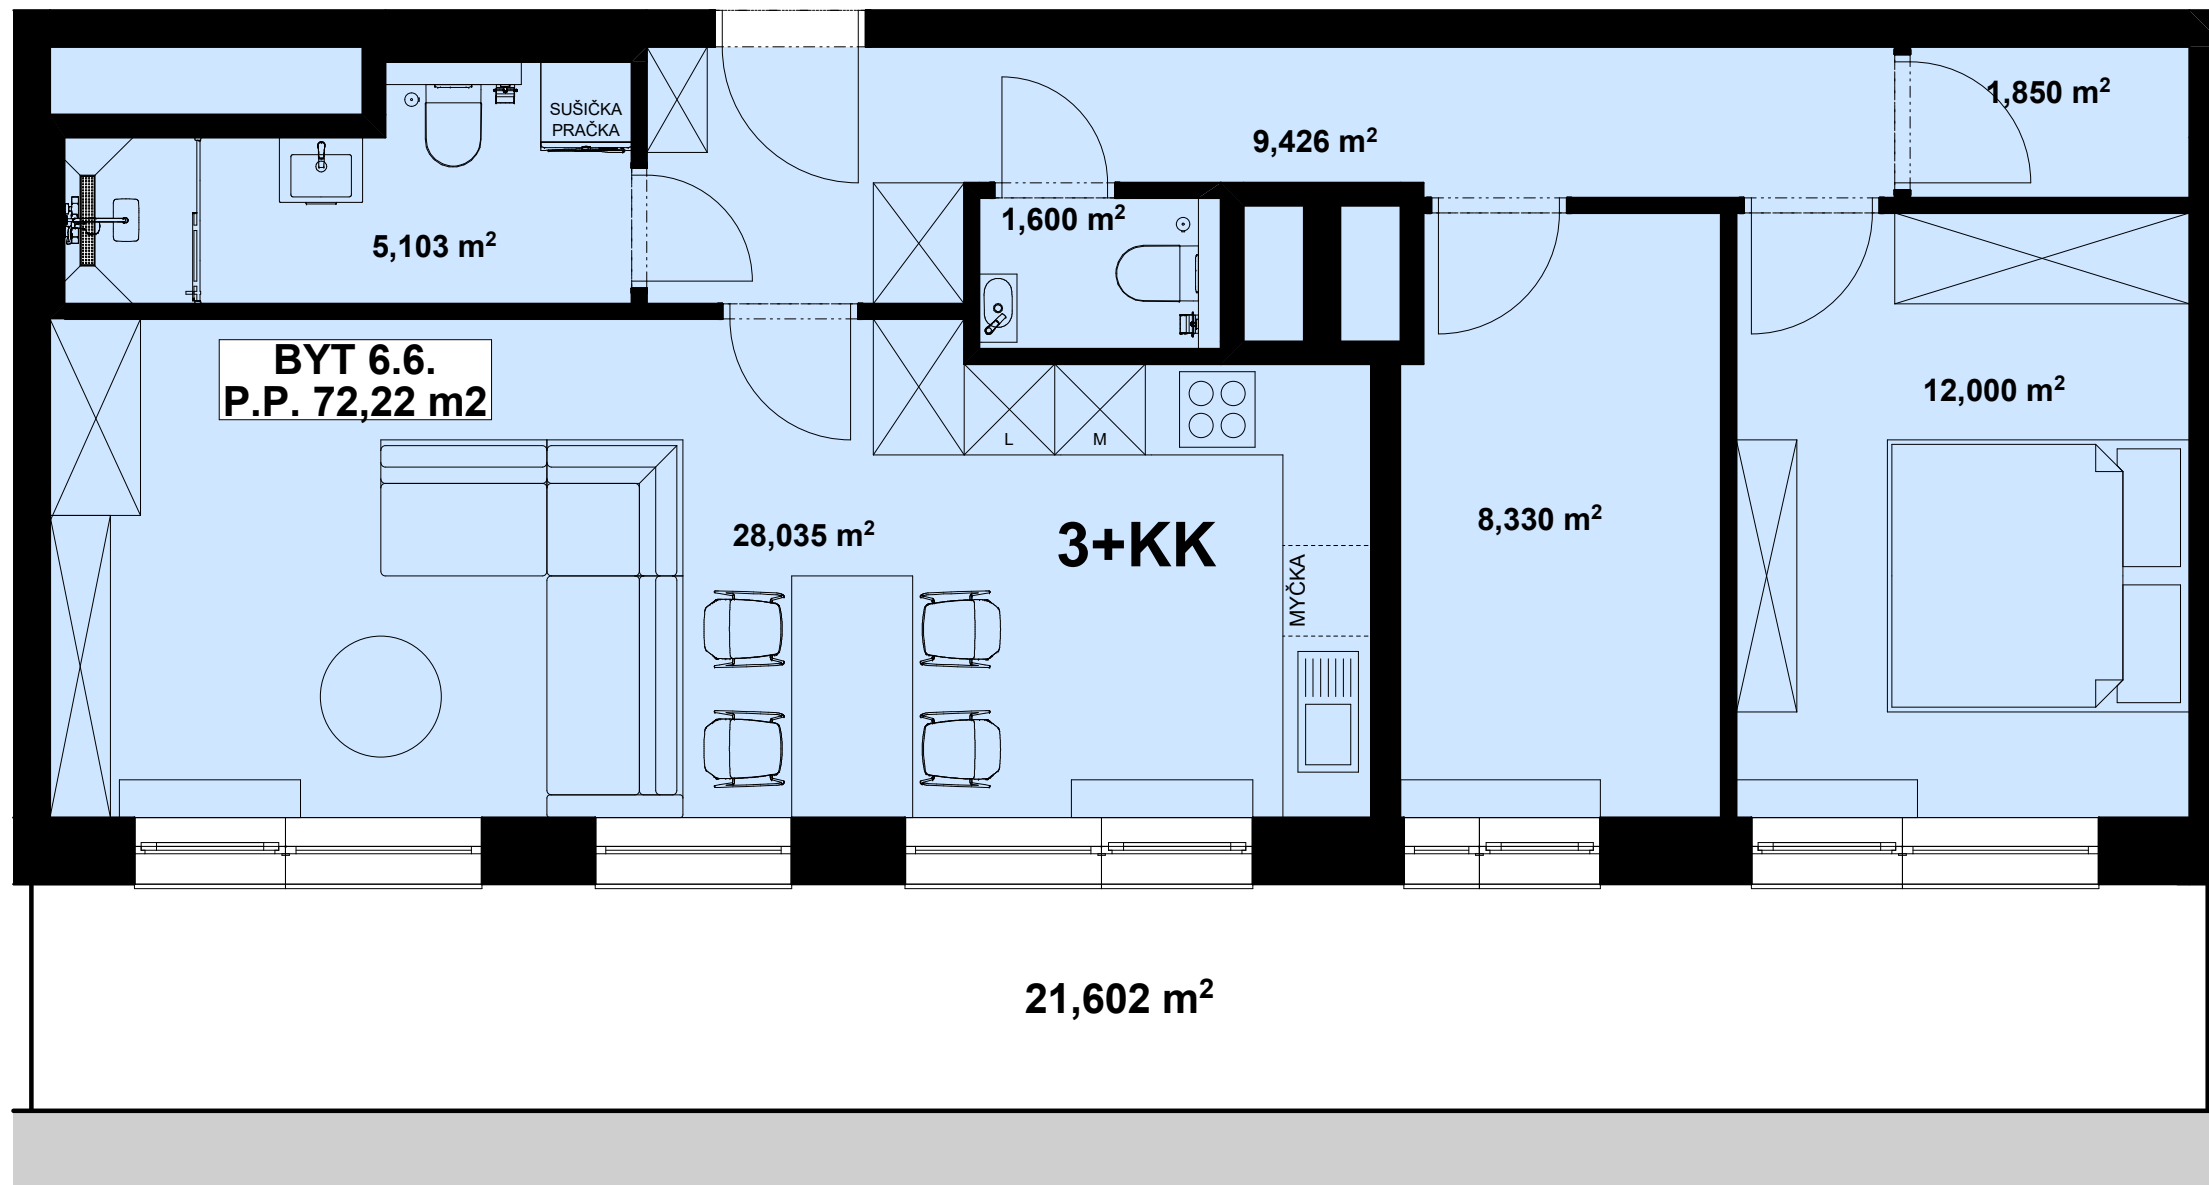 1,850 m²
SUŠIČKA
PRAČKA
9,426 m²
1,600 m²
5,103 m²
BYT 6.6.
P.P. 72,22 m2
12,000 m²
L
M
8,330 m²
28,035 m²
3+KK
MYČKA
21,602 m²